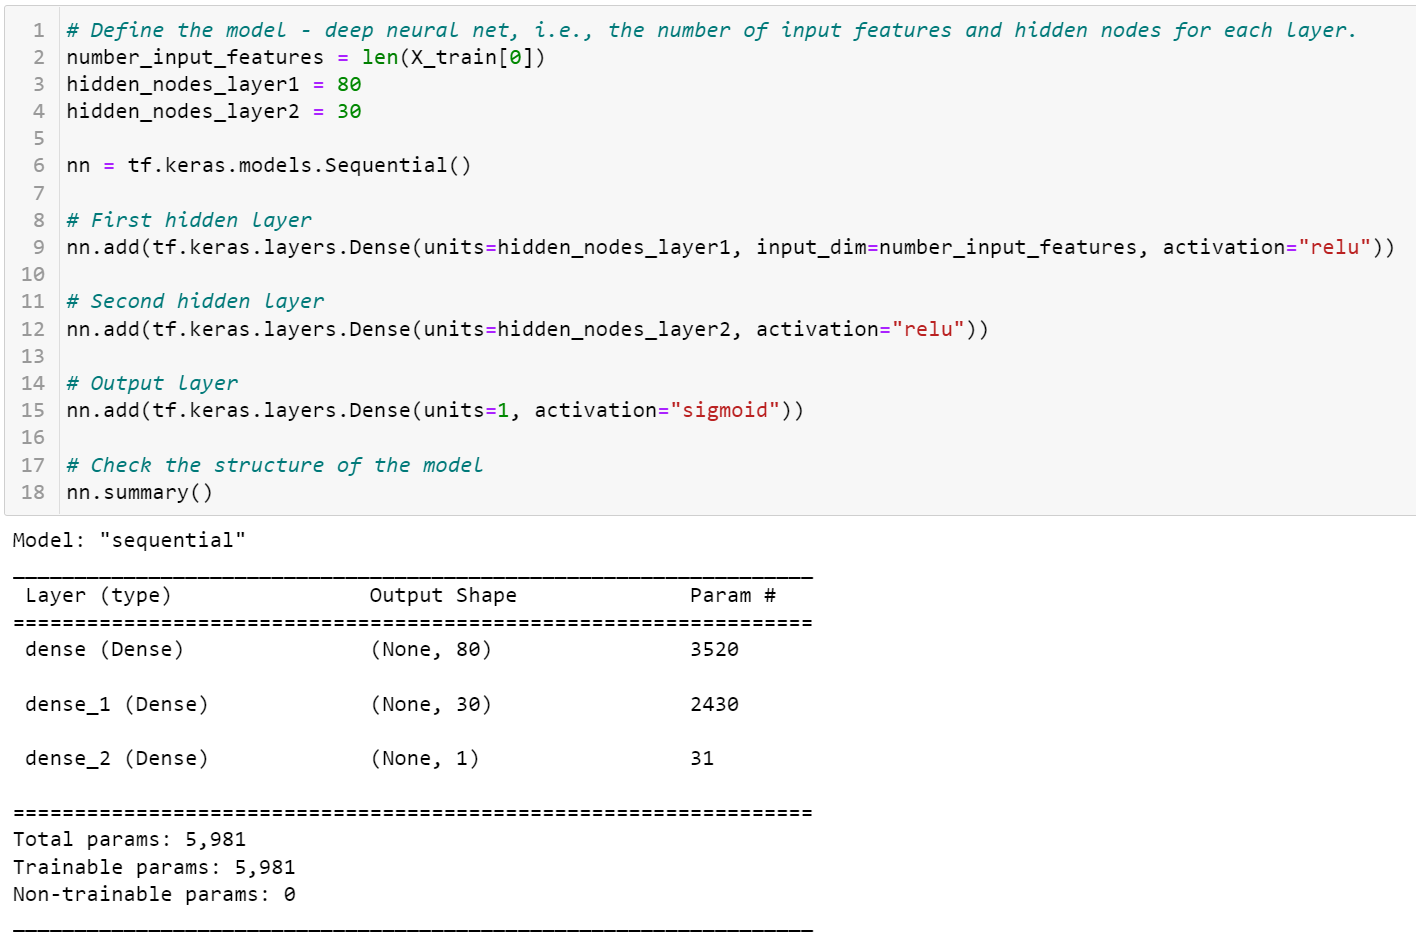 1 # Define the model - deep neural net, i.e., the number of input features and hidden nodes for each layer.
2 number_input_features = len(X_train[0])
3 hidden_nodes_layer1 = 80
4 hidden_nodes_layer2 = 30
5
6 nn = tf.keras.models.Sequential()
7
8 # First hidden layer
9 nn.add(tf.keras.layers.Dense(units=hidden_nodes_layer1, input_dim=number_input_features, activation="relu"))
10
11 # Second hidden layer
12 nn.add(tf.keras.layers.Dense(units=hidden_nodes_layer2, activation="relu"))
13
14 # Output layer
15 nn.add(tf.keras.layers.Dense(units=1, activation="sigmoid"))
16
17 # Check the structure of the model
18 nn.summary()
Model: "sequential"
_________________________________________________________________
Layer (type) Output Shape Param #
=================================================================
dense (Dense) (None, 80) 3520
dense_1 (Dense) (None, 30) 2430
dense_2 (Dense) (None, 1) 31
=================================================================
Total params: 5,981
Trainable params: 5,981
Non-trainable params: 0
_________________________________________________________________